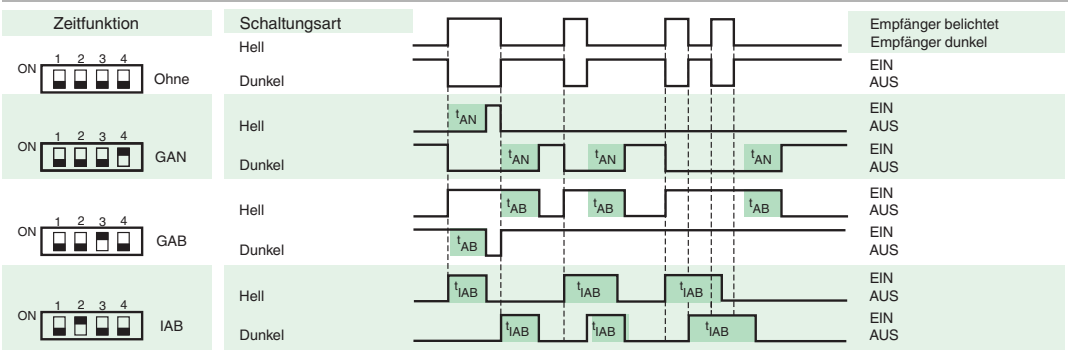 Zeitfunktion Schaltungsart Empfänger belichtet
Hell Empfänger dunkel
1 2 3 4
ON Ohne Dunkel EIN
AUS
Hell tAN EIN
AUS
1 2 3 4
ON GAN Dunkel tAN tAN tAN EIN
AUS
Hell tAB tAB tAB EIN
AUS
1 2 3 4
ON GAB Dunkel tAB EIN
AUS
Hell tIAB tIAB tIAB EIN
AUS
1 2 3 4
ON IAB Dunkel tIAB tIAB tIAB EIN
AUS